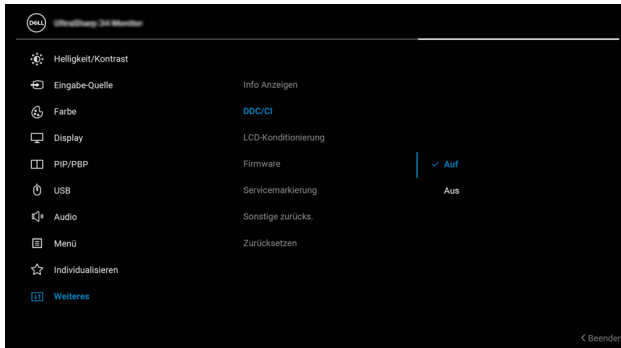 DELL
UltraSharp 34 Monitor
Helligkeit/Kontrast
Eingabe-Quelle
Farbe
Display
PIP/PBP
USB
Audio
Menü
Individualisieren
Weiteres
Info Anzeigen
DDC/CI
LCD-Konditionierung
Firmware
Servicemarkierung
Sonstige zurücks.
Zurücksetzen
Auf
Aus
Beenden